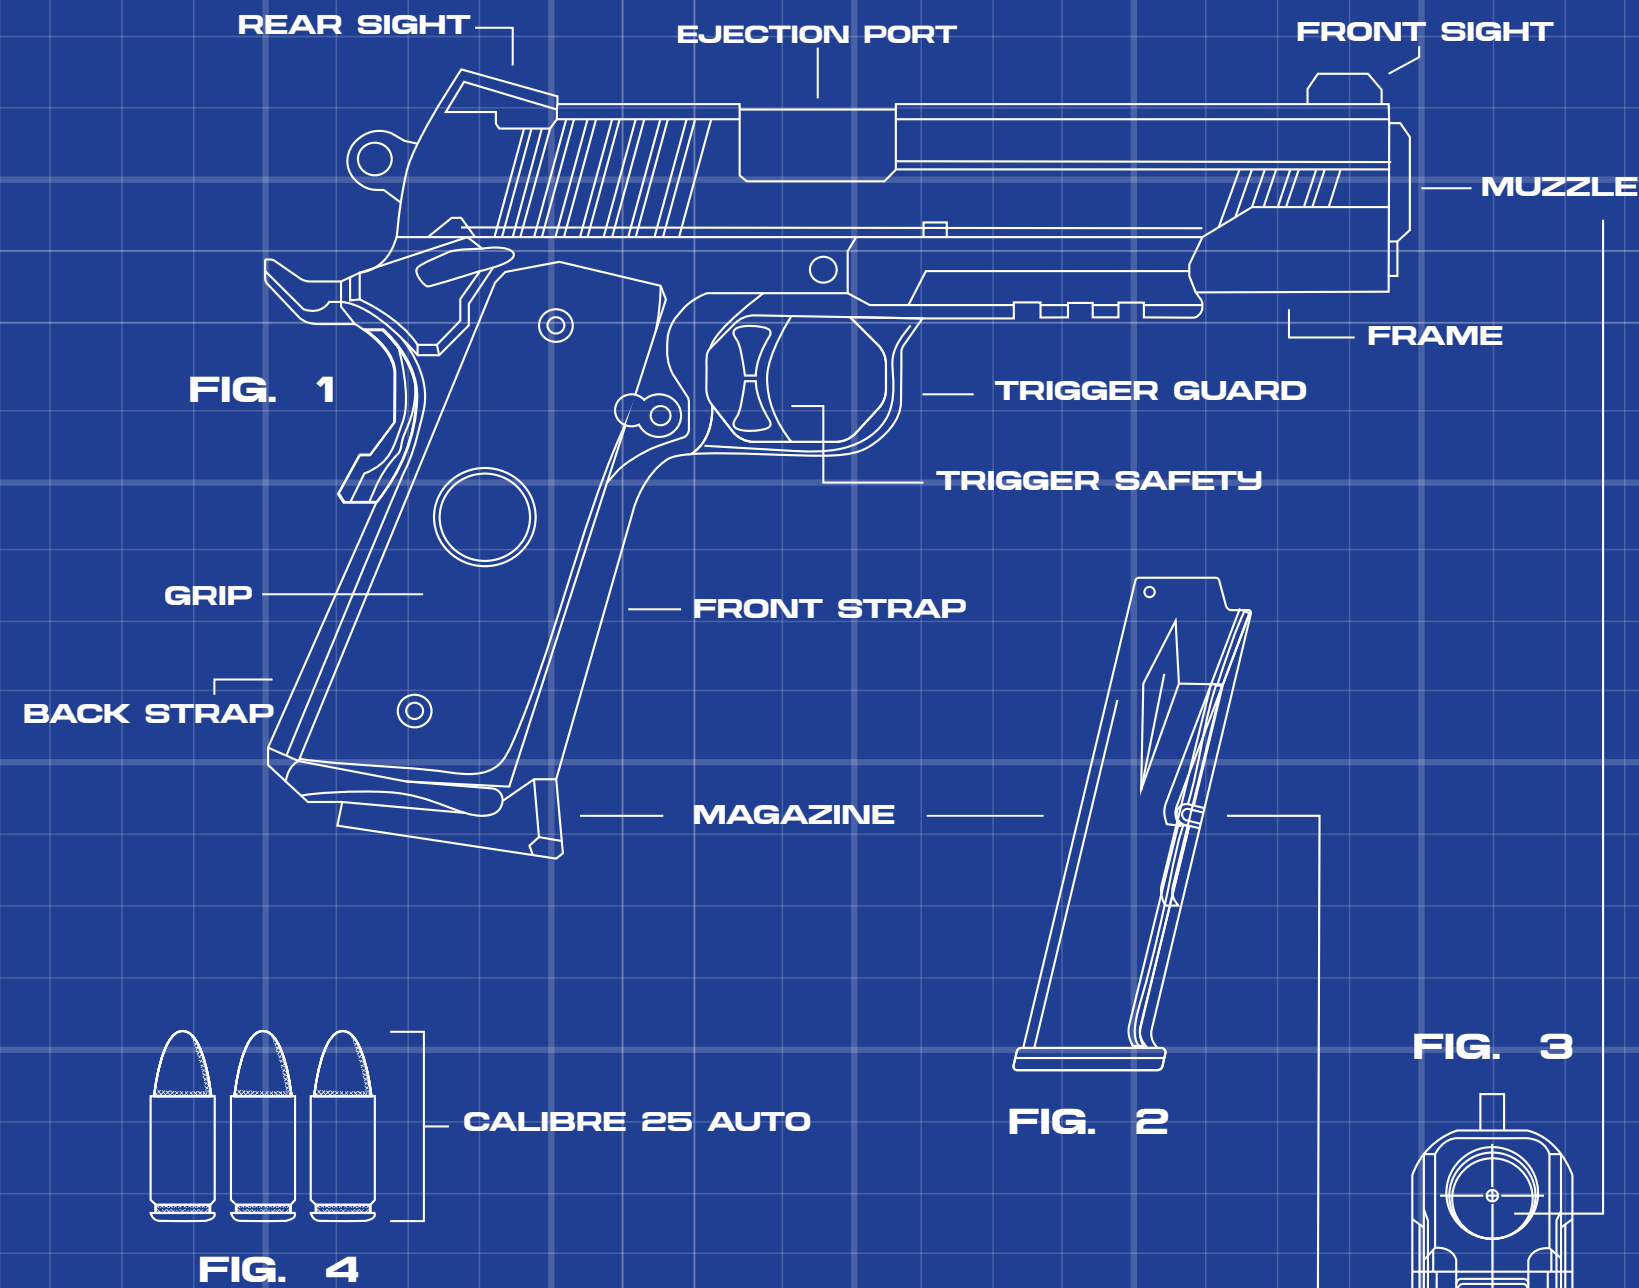 REAR SIGHT
EJECTION PORT
FRONT SIGHT
MUZZLE
FRAME
FIG. 1
TRIGGER GUARD
TRIGGER SAFETY
GRIP
FRONT STRAP
BACK STRAP
MAGAZINE
FIG. 3
CALIBRE 25 AUTO
FIG. 2
FIG. 4